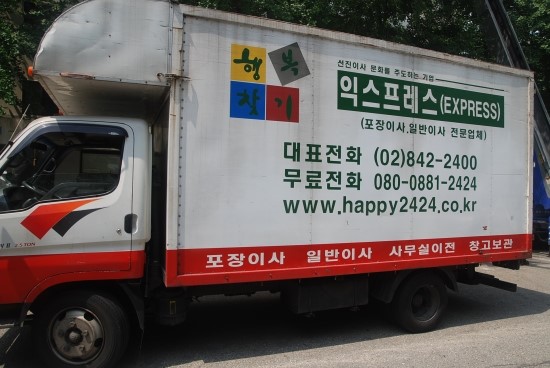 행복
찾기
선진이사 문화를 주도하는 기업
익스프레스(EXPRESS)
(포장이사,일반이사 전문업체)
대표전화 (02)842-2400
무료전화 080-0881-2424
www.happy2424.co.kr
포장이사 일반이사 사무실이전 창고보관